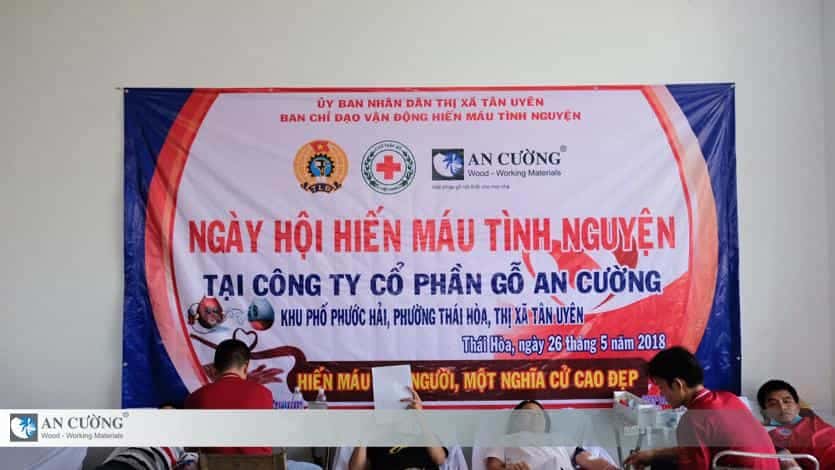 ỦY BAN NHÂN DÂN THỊ XÃ TÂN UYÊN
BAN CHỈ ĐẠO VẬN ĐỘNG HIẾN MÁU TÌNH NGUYỆN
TLĐ
AN CƯỜNG®
Wood - Working Materials
NGÀY HỘI HIẾN MÁU TÌNH NGUYỆN
TẠI CÔNG TY CỔ PHẦN GỖ AN CƯỜNG
KHU PHỐ PHƯỚC HẢI, PHƯỜNG THÁI HÒA, THỊ XÃ TÂN UYÊN
Thái Hòa, ngày 26 tháng 5 năm 2018
HIẾN MÁU NGƯỜI, MỘT NGHĨA CỬ CAO ĐẸP
AN CƯỜNG®
Wood - Working Materials